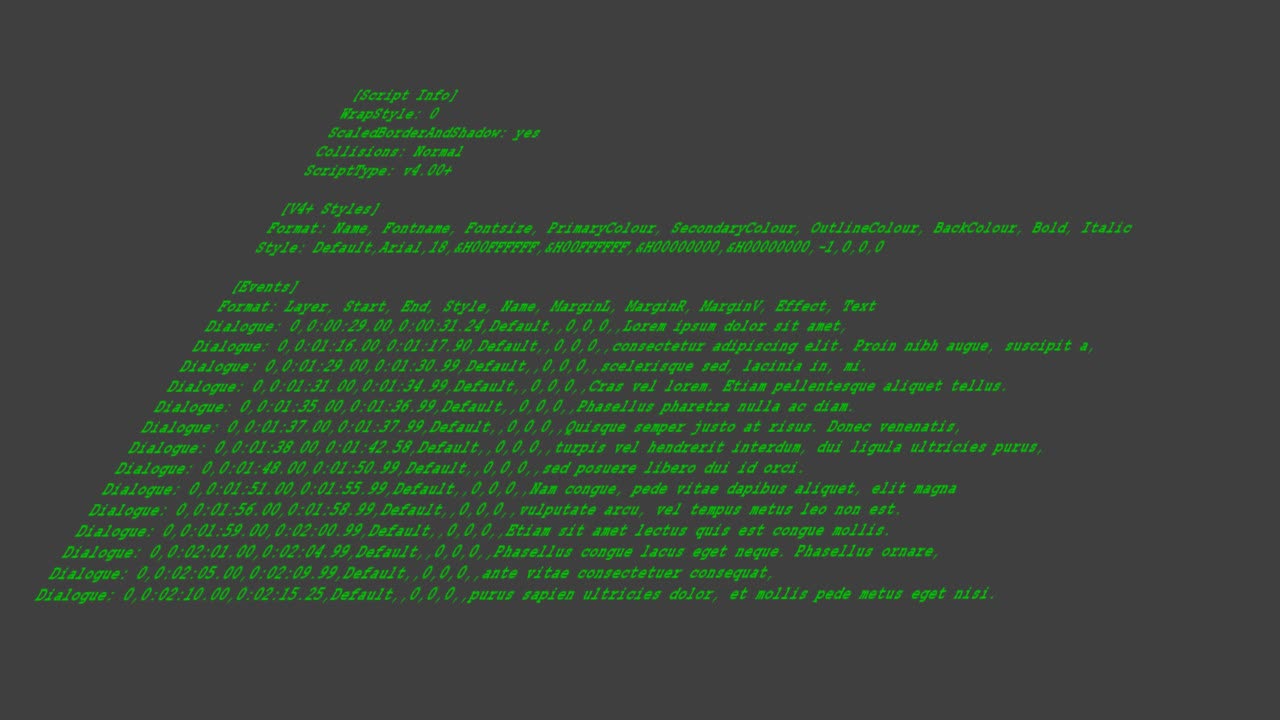 [Script Info]
WrapStyle: 0
ScaledBorderAndShadow: yes
Collisions: Normal
ScriptType: v4.00+
[V4+ Styles]
Format: Name, Fontname, Fontsize, PrimaryColour, SecondaryColour, OutlineColour, BackColour, Bold, Italic
Style: Default,Arial,18,&H00FFFFFF,&H00FFFFFF,&H00000000,&H00000000,-1,0,0,0
[Events]
Format: Layer, Start, End, Style, Name, MarginL, MarginR, MarginV, Effect, Text
Dialogue: 0,0:00:29.00,0:00:31.24,Default,,0,0,0,,Lorem ipsum dolor sit amet,
Dialogue: 0,0:01:16.00,0:01:17.90,Default,,0,0,0,,consectetur adipiscing elit. Proin nibh augue, suscipit a,
Dialogue: 0,0:01:29.00,0:01:30.99,Default,,0,0,0,,scelerisque sed, lacinia in, mi.
Dialogue: 0,0:01:31.00,0:01:34.99,Default,,0,0,0,,Cras vel lorem. Etiam pellentesque aliquet tellus.
Dialogue: 0,0:01:35.00,0:01:36.99,Default,,0,0,0,,Phasellus pharetra nulla ac diam.
Dialogue: 0,0:01:37.00,0:01:37.99,Default,,0,0,0,,Quisque semper justo at risus. Donec venenatis,
Dialogue: 0,0:01:38.00,0:01:42.58,Default,,0,0,0,,turpis vel hendrerit interdum, dui ligula ultricies purus,
Dialogue: 0,0:01:48.00,0:01:50.99,Default,,0,0,0,,sed posuere libero dui id orci.
Dialogue: 0,0:01:51.00,0:01:55.99,Default,,0,0,0,,Nam congue, pede vitae dapibus aliquet, elit magna
Dialogue: 0,0:01:56.00,0:01:58.99,Default,,0,0,0,,vulputate arcu, vel tempus metus leo non est.
Dialogue: 0,0:01:59.00,0:02:00.99,Default,,0,0,0,,Etiam sit amet lectus quis est congue mollis.
Dialogue: 0,0:02:01.00,0:02:04.99,Default,,0,0,0,,Phasellus congue lacus eget neque. Phasellus ornare,
Dialogue: 0,0:02:05.00,0:02:09.99,Default,,0,0,0,,ante vitae consectetuer consequat,
Dialogue: 0,0:02:10.00,0:02:15.25,Default,,0,0,0,,purus sapien ultricies dolor, et mollis pede metus eget nisi.